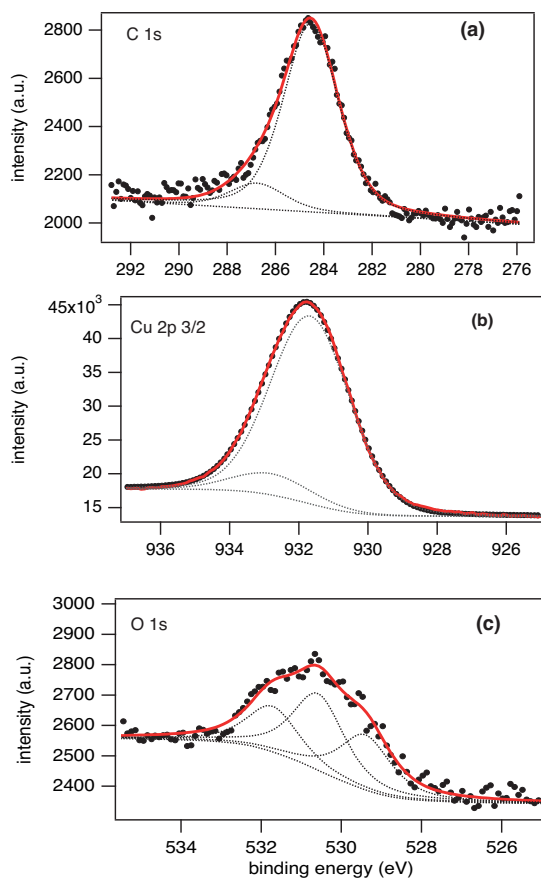 C 1s
(a)
intensity (a.u.)
2800
2600
2400
2200
2000
292 290 288 286 284 282 280 278 276
Cu 2p 3/2
(b)
intensity (a.u.)
45x10³
40
35
30
25
20
15
936 934 932 930 928 926
O 1s
(c)
intensity (a.u.)
3000
2900
2800
2700
2600
2500
2400
534 532 530 528 526
binding energy (eV)